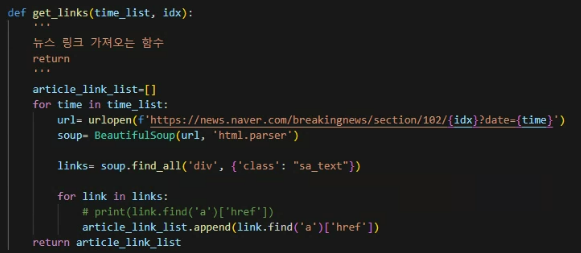 def get_links(time_list, idx):
    '''
    뉴스 링크 가져오는 함수
    return
    '''
    article_link_list=[]
    for time in time_list:
        url= urlopen(f'https://news.naver.com/breakingnews/section/102/{idx}?date={time}')
        soup= BeautifulSoup(url, 'html.parser')
        links= soup.find_all('div', {'class': "sa_text"})
        for link in links:
            # print(link.find('a')['href'])
            article_link_list.append(link.find('a')['href'])
    return article_link_list